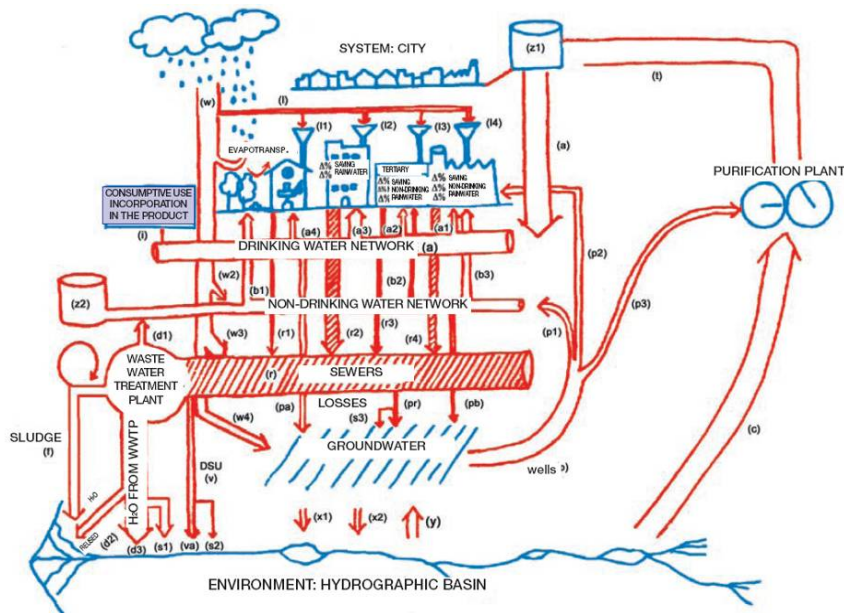 SYSTEM: CITY
(z1)
(t)
(w)
(l)
(l1)
(l2)
(l3)
(l4)
(a)
EVAPOTRANSP.
Δ% SAVING
Δ% RAINWATER
TERTIARY
Δ% SAVING
NON-DRINKING
Δ% RAINWATER
Δ% SAVING
Δ% NON-DRINKING
Δ% RAINWATER
PURIFICATION PLANT
CONSUMPTIVE USE
INCORPORATION
IN THE PRODUCT
(i)
(a4)
(a3)
(a2)
(a1)
DRINKING WATER NETWORK (a)
(p2)
(w2)
(b1)
(b2)
(b3)
(z2)
NON-DRINKING WATER NETWORK
(p3)
(d1)
(w3)
(r1)
(r2)
(r3)
(r4)
(p1)
WASTE
WATER
TREATMENT
PLANT
(r)
SEWERS
(pa)
LOSSES
(s3)
(pr)
(pb)
(w4)
(c)
SLUDGE
(f)
GROUNDWATER
DSU
(v)
wells
H2O FROM WWTP
H2O
REUSED
(x1)
(x2)
(y)
(d2)
(d3)
(s1)
(va)
(s2)
ENVIRONMENT: HYDROGRAPHIC BASIN